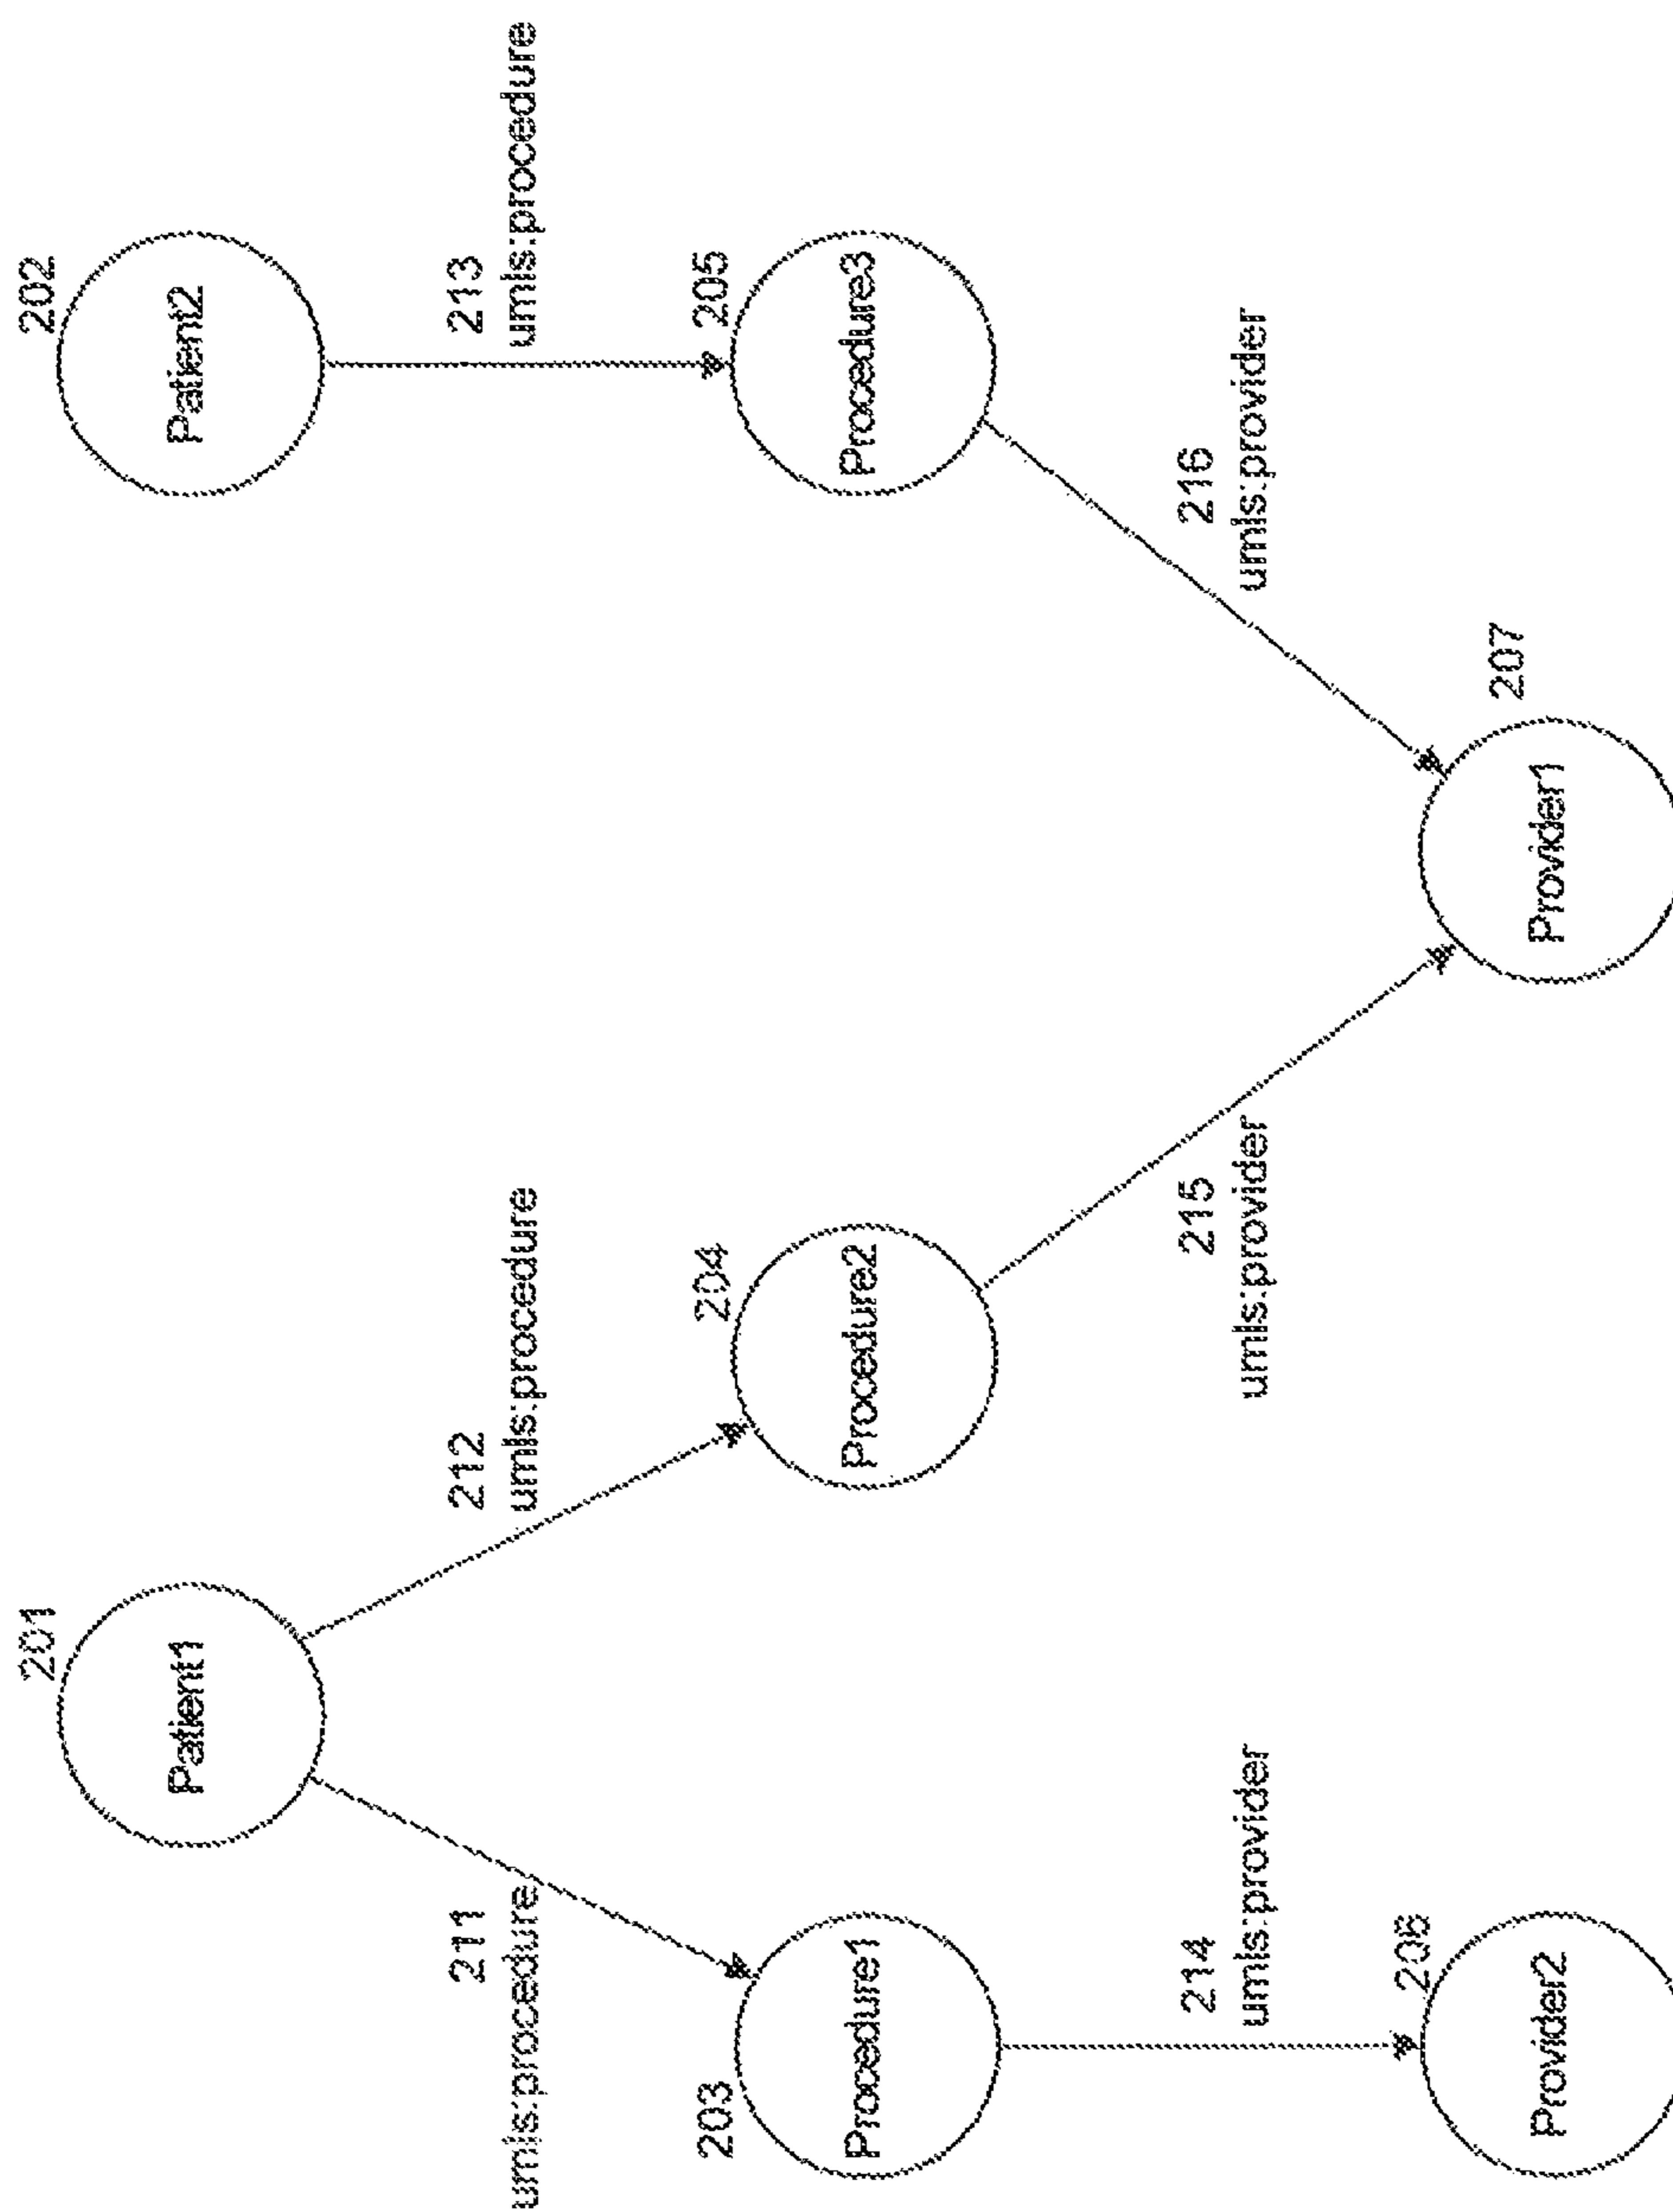 201
Patient1
202
Patient2
211
umls:procedure
212
umls:procedure
213
umls:procedure
203
Procedure1
204
Procedure2
205
Procedure3
214
umls:provider
215
umls:provider
216
umls:provider
206
Provider2
207
Provider1